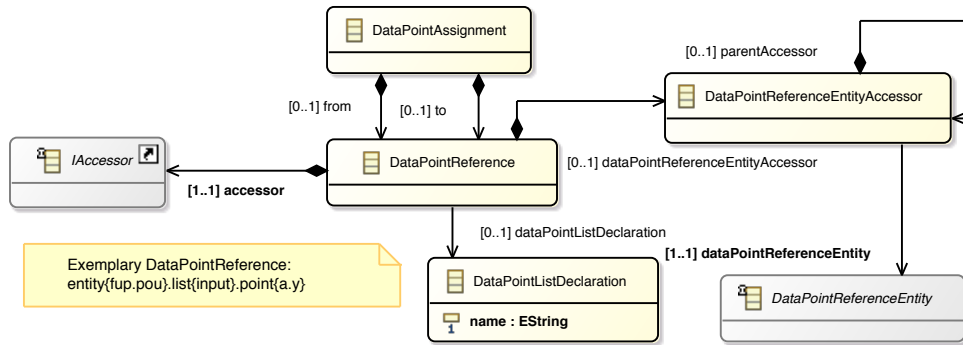 DataPointAssignment
[0..1] parentAccessor
[0..1] from
[0..1] to
DataPointReferenceEntityAccessor
IAccessor
DataPointReference
[0..1] dataPointReferenceEntityAccessor
[1..1] accessor
[0..1] dataPointListDeclaration
[1..1] dataPointReferenceEntity
Exemplary DataPointReference:
entity{fup.pou}.list{input}.point{a.y}
DataPointListDeclaration
DataPointReferenceEntity
1
name : EString